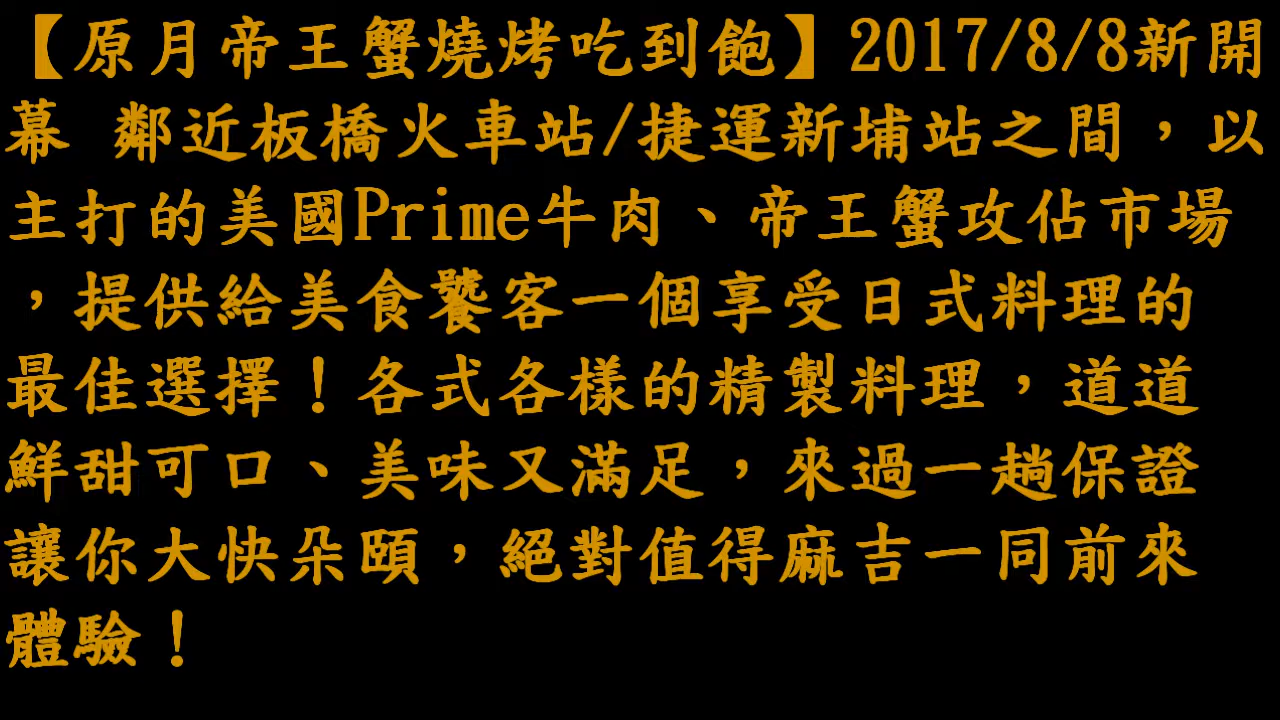 【原月帝王蟹燒烤吃到飽】2017/8/8新開
幕 鄰近板橋火車站/捷運新埔站之間，以
主打的美國Prime牛肉、帝王蟹攻佔市場
，提供給美食饕客一個享受日式料理的
最佳選擇！各式各樣的精製料理，道道
鮮甜可口、美味又滿足，來過一趟保證
讓你大快朵頤，絕對值得麻吉一同前來
體驗！